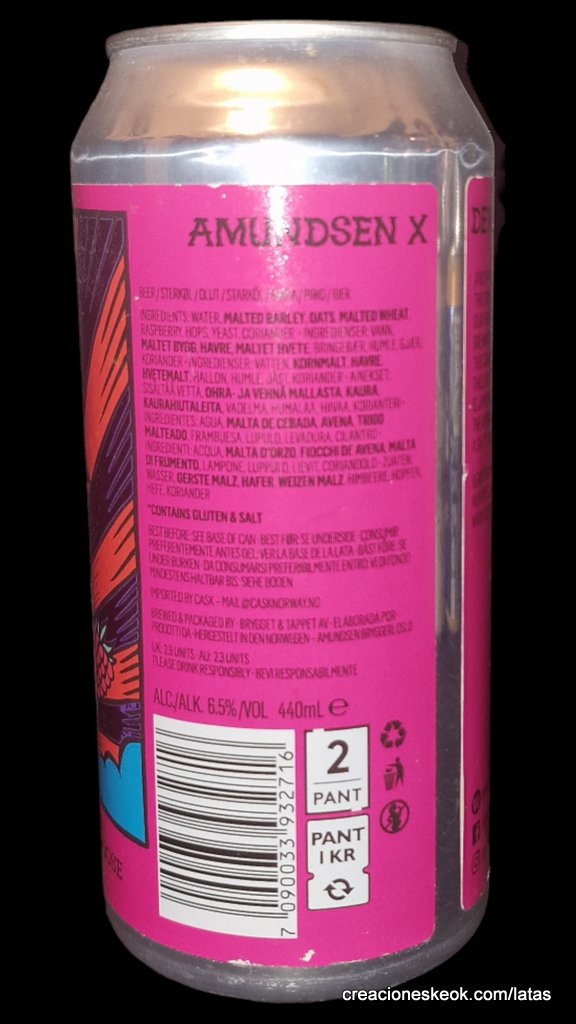 AMUNDSEN X
DE
BEER / STERKØL / OLUT / STARKÖL / PIWO / BIER
INGREDIENTS: WATER, MALTED BARLEY, OATS, MALTED WHEAT,
RASPBERRY, HOPS, YEAST, CORIANDER - INGREDIENSER: VANN,
MALTET BYGG, HAVRE, MALTET HVETE, BRINGEBÆR, HUMLE, GJÆR,
KORIANDER - INGREDIENSER: VATTEN, KORNMALT, HAVRE,
HVETEMALT, HALLON, HUMLE, JÄST, KORIANDER - AINEKSET:
SISÄLTÄÄ VETTÄ, OHRA- JA VEHNÄ MALLASTA, KAURA,
KAURAHIUTALEITA, VADELMA, HUMALAA, HIIVAA, KORIANTERI -
INGREDIENTES: AGUA, MALTA DE CEBADA, AVENA, TRIGO
MALTEADO, FRAMBUESA, LÚPULO, LEVADURA, CILANTRO
INGREDIENTI: ACQUA, MALTA D'ORZO, FIOCCHI DE AVENA, MALTA
DI FRUMENTO, LAMPONE, LUPPULO, LIEVIT, CORIANDOLO - ZUTATEN
WASSER, GERSTE MALZ, HAFER, WEIZEN MALZ, HIMBEERE, HOPFEN,
HEFE, KORIANDER
*CONTAINS GLUTEN & SALT
BEST BEFORE: SEE BASE OF CAN · BEST FØR: SE UNDERSIDE · CONSUMIR
PREFERENTEMENTE ANTES DEL: VER LA BASE DE LA LATA · BÄST FÖRE: SE
UNDER BURKEN · DA CONSUMARSI PREFERIBILMENTE ENTRO: VEDI FONDO
MINDESTENS HALTBAR BIS: SIEHE BODEN
IMPORTED BY CASK – MAIL@CASKNORWAY.NO
BREWED & PACKAGED BY · BRYGGET & TAPPET AV · ELABORADA POR ·
PRODOTTI DA · HERGESTELLT IN DEN NORWEGEN – AMUNDSEN BRYGGERI, OSLO
UK: 2.9 UNITS · AU: 2.3 UNITS
PLEASE DRINK RESPONSIBLY · BEVI RESPONSABILMENTE
ALC./ALK. 6.5%/VOL 440mL ℮
2
PANT
PANT
1 KR
7 090033 932716
OSE
creacioneskeok.com/latas